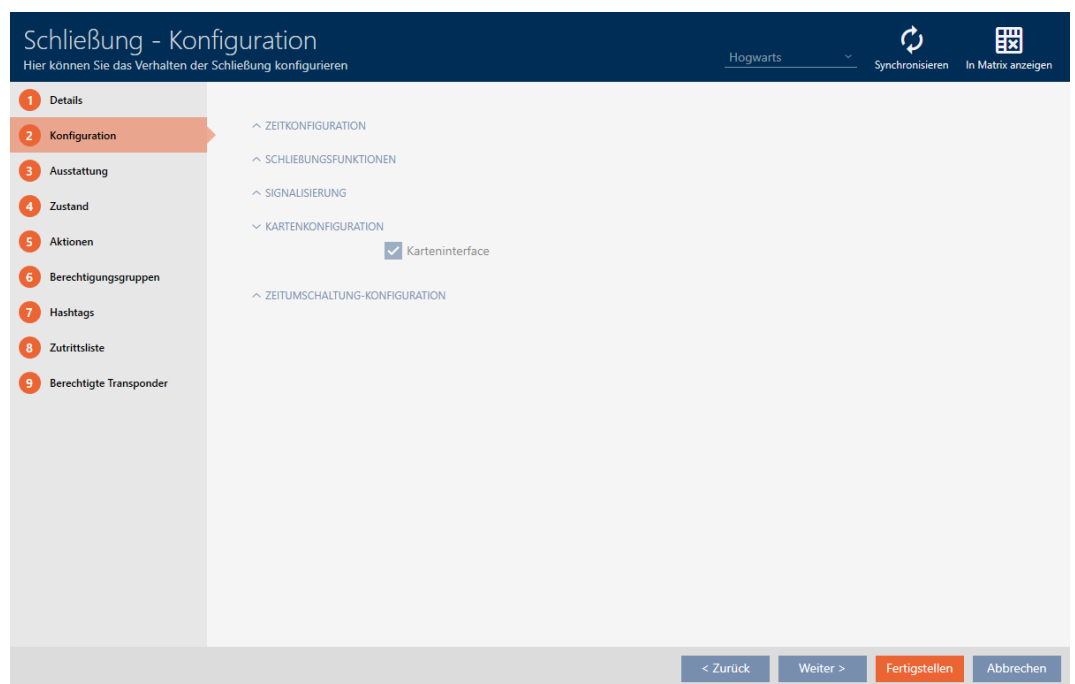 Schließung - Konfiguration
Hier können Sie das Verhalten der Schließung konfigurieren
Hogwarts
Synchronisieren
In Matrix anzeigen
1 Details
2 Konfiguration
3 Ausstattung
4 Zustand
5 Aktionen
6 Berechtigungsgruppen
7 Hashtags
8 Zutrittsliste
9 Berechtigte Transponder
ZEITKONFIGURATION
SCHLIEßUNGSFUNKTIONEN
SIGNALISIERUNG
KARTENKONFIGURATION
Karteninterface
ZEITUMSCHALTUNG-KONFIGURATION
< Zurück
Weiter >
Fertigstellen
Abbrechen